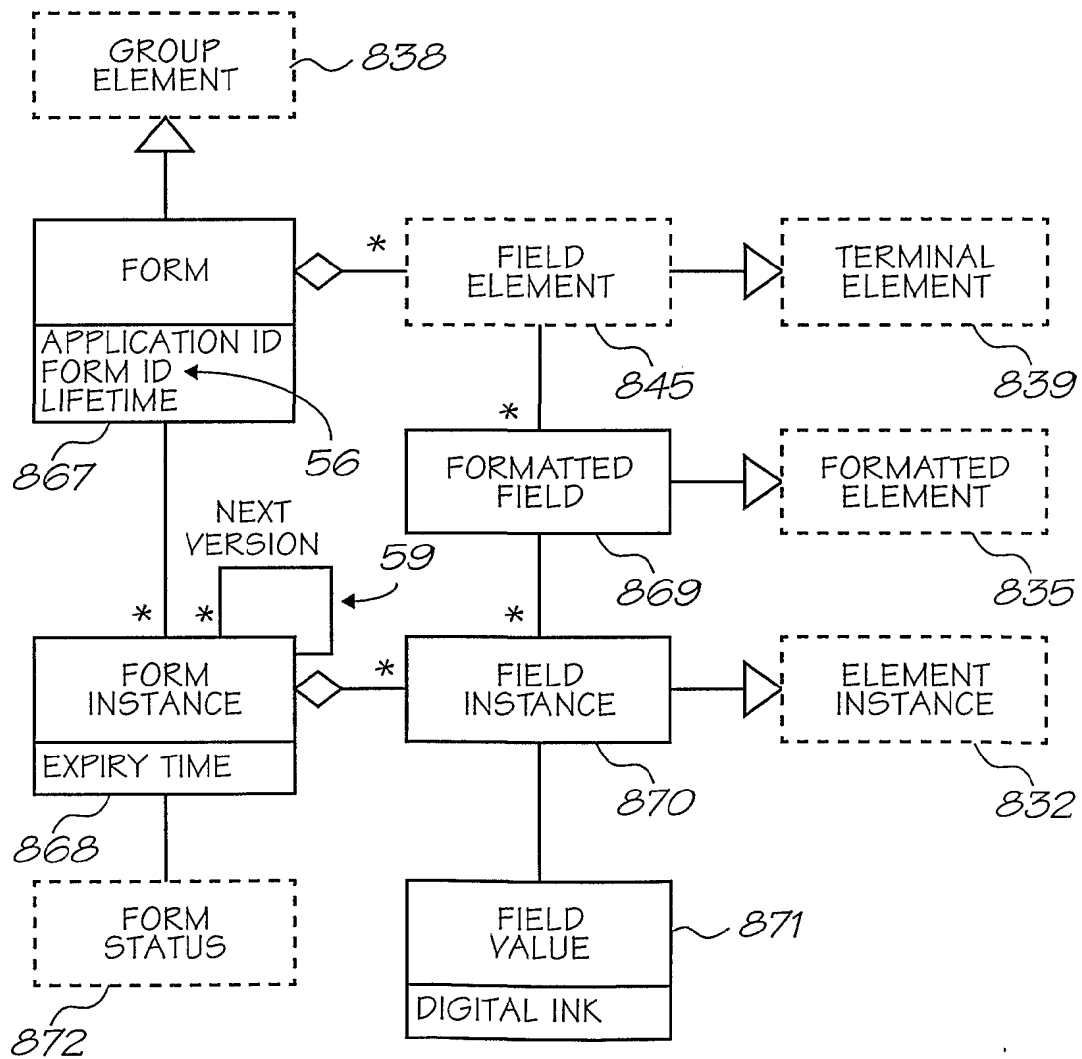 GROUP
ELEMENT
838
FORM
*
FIELD
ELEMENT
TERMINAL
ELEMENT
APPLICATION ID
FORM ID
LIFETIME
845
839
867
56
*
FORMATTED
FIELD
FORMATTED
ELEMENT
NEXT
VERSION
59
869
835
*
*
*
FORM
INSTANCE
*
FIELD
INSTANCE
ELEMENT
INSTANCE
EXPIRY TIME
870
832
868
FORM
STATUS
FIELD
VALUE
871
872
DIGITAL INK